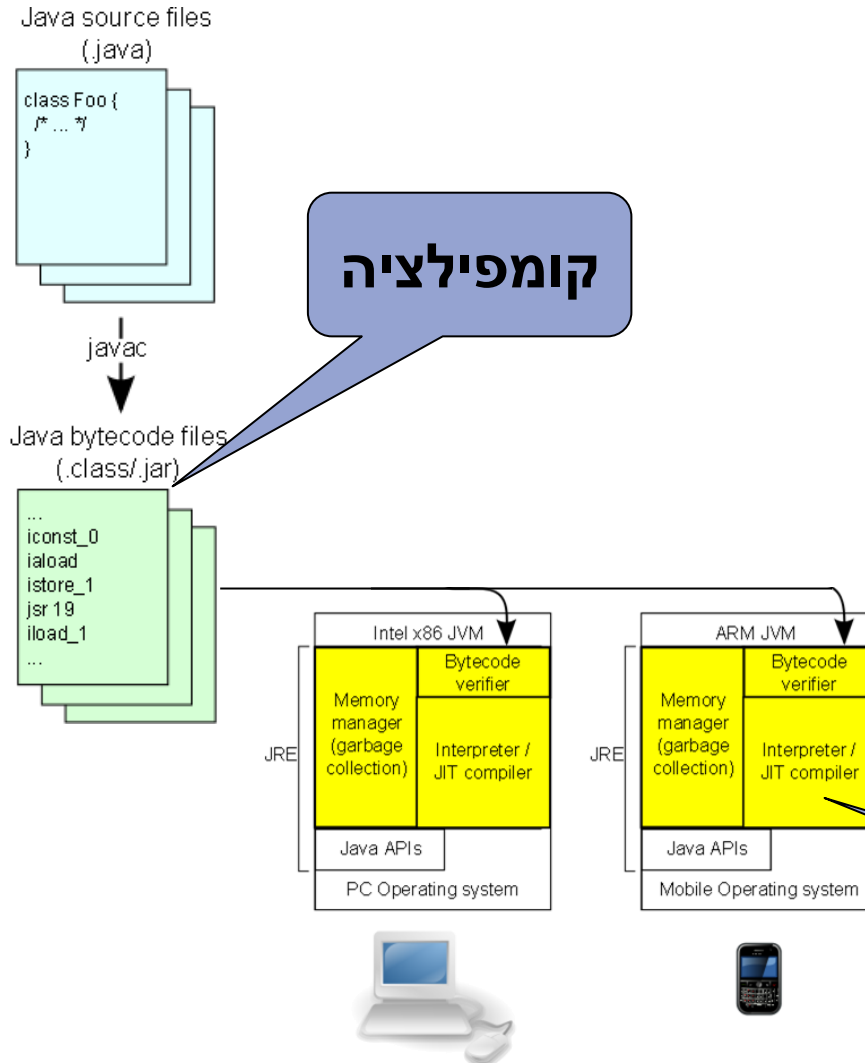 Java source files
(.java)
class Foo {
/* ... */
}
קומפילציה
javac
Java bytecode files
(.class/.jar)
...
iconst_0
iaload
istore_1
jsr 19
iload_1
...
Intel x86 JVM
Bytecode
verifier
Memory
manager
(garbage
collection)
Interpreter /
JIT compiler
JRE
Java APIs
PC Operating system
ARM JVM
Bytecode
verifier
Memory
manager
(garbage
collection)
Interpreter /
JIT compiler
JRE
Java APIs
Mobile Operating system